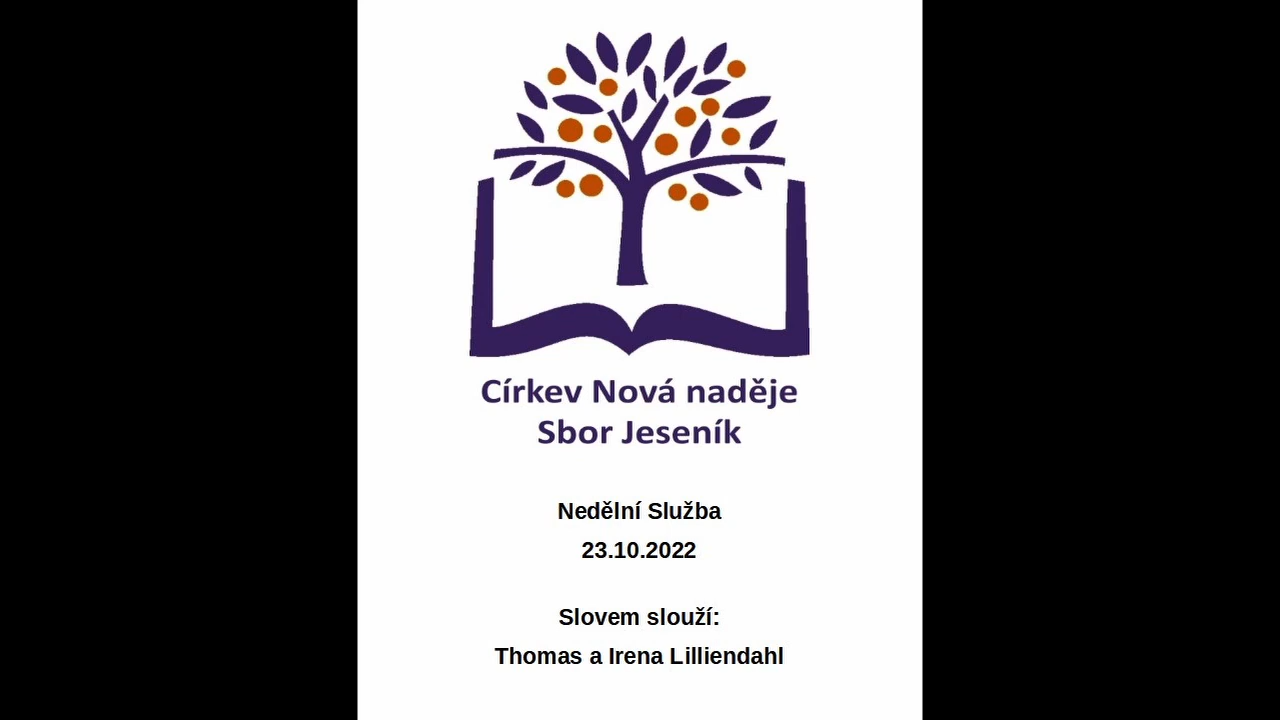 Církev Nová naděje
Sbor Jeseník
Nedělní Služba
23.10.2022
Slovem slouží:
Thomas a Irena Lilliendahl